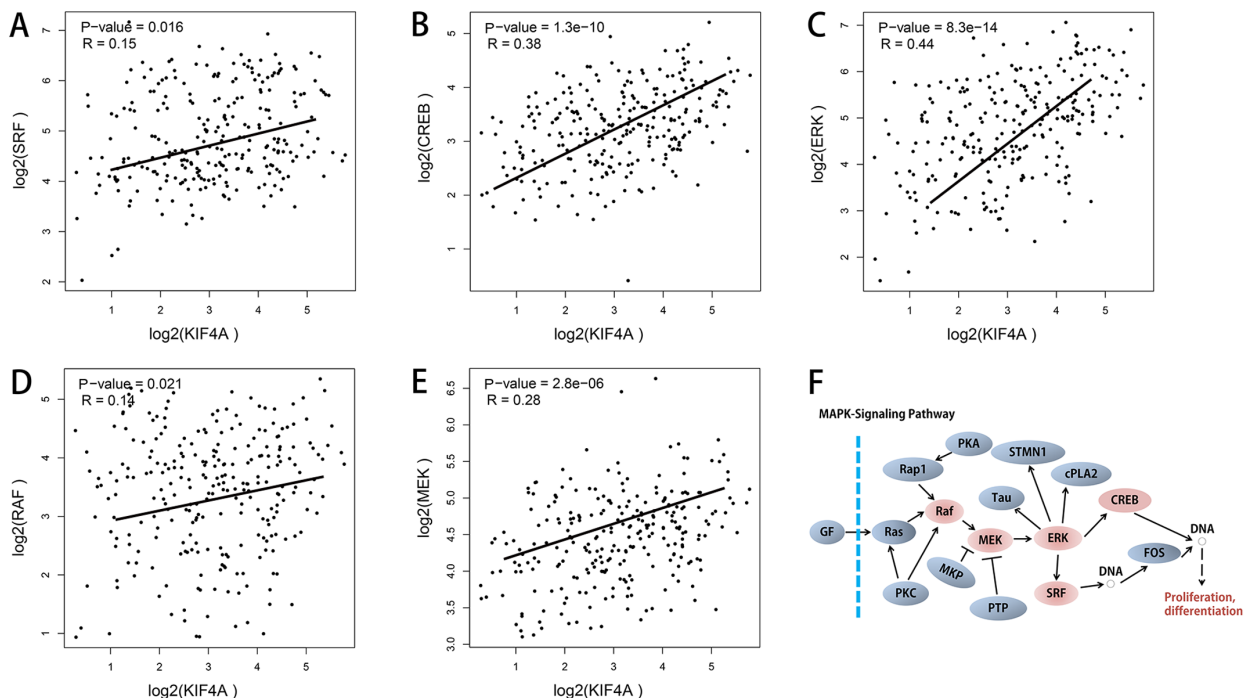 A
P-value = 0.016
R = 0.15
log2(SRF)
7
6
5
4
3
2
1
2
3
4
5
log2(KIF4A )
B
P-value = 1.3e-10
R = 0.38
log2(CREB)
5
4
3
2
1
1
2
3
4
5
log2(KIF4A )
C
P-value = 8.3e-14
R = 0.44
log2(ERK )
7
6
5
4
3
2
1
2
3
4
5
log2(KIF4A )
D
P-value = 0.021
R = 0.14
log2(RAF)
5
4
3
2
1
1
2
3
4
5
log2(KIF4A )
E
P-value = 2.8e-06
R = 0.28
log2(MEK)
6.5
6.0
5.5
5.0
4.5
4.0
3.5
3.0
1
2
3
4
5
log2(KIF4A )
F
MAPK-Signaling Pathway
PKA
STMN1
Rap1
cPLA2
Tau
CREB
Raf
GF
Ras
MEK
ERK
DNA
FOS
MKP
DNA
PKC
PTP
SRF
Proliferation,
differentiation